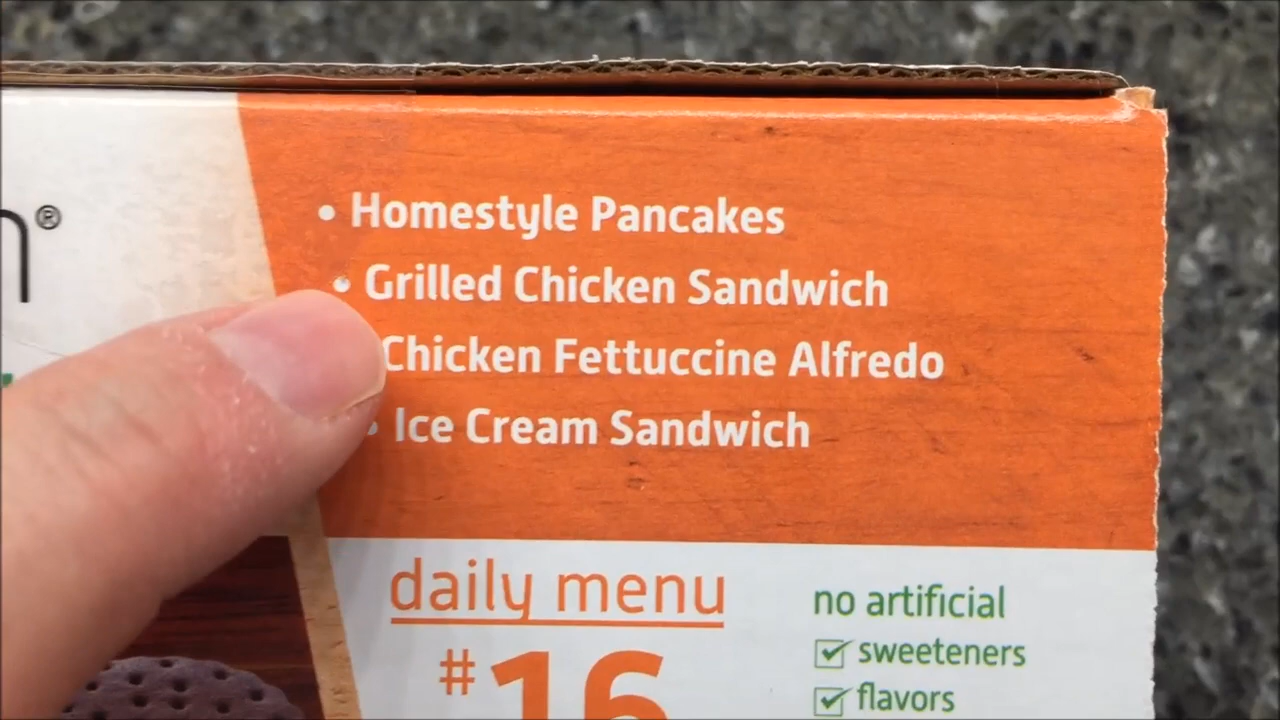 • Homestyle Pancakes
• Grilled Chicken Sandwich
Chicken Fettuccine Alfredo
• Ice Cream Sandwich
daily menu
#16
no artificial
☑ sweeteners
☑ flavors